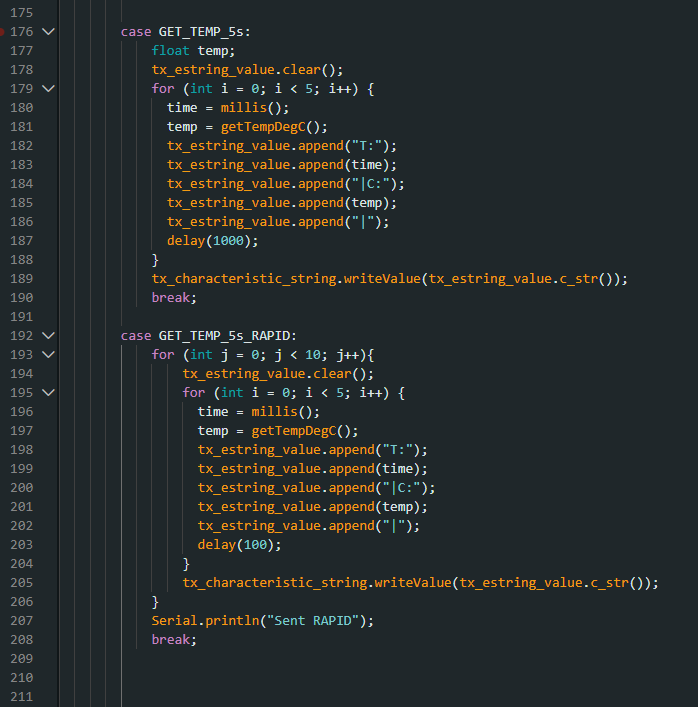 175
176 case GET_TEMP_5s:
177 float temp;
178 tx_estring_value.clear();
179 for (int i = 0; i < 5; i++) {
180 time = millis();
181 temp = getTempDegC();
182 tx_estring_value.append("T:");
183 tx_estring_value.append(time);
184 tx_estring_value.append("|C:");
185 tx_estring_value.append(temp);
186 tx_estring_value.append("|");
187 delay(1000);
188 }
189 tx_characteristic_string.writeValue(tx_estring_value.c_str());
190 break;
191
192 case GET_TEMP_5s_RAPID:
193 for (int j = 0; j < 10; j++){
194 tx_estring_value.clear();
195 for (int i = 0; i < 5; i++) {
196 time = millis();
197 temp = getTempDegC();
198 tx_estring_value.append("T:");
199 tx_estring_value.append(time);
200 tx_estring_value.append("|C:");
201 tx_estring_value.append(temp);
202 tx_estring_value.append("|");
203 delay(100);
204 }
205 tx_characteristic_string.writeValue(tx_estring_value.c_str());
206 }
207 Serial.println("Sent RAPID");
208 break;
209
210
211